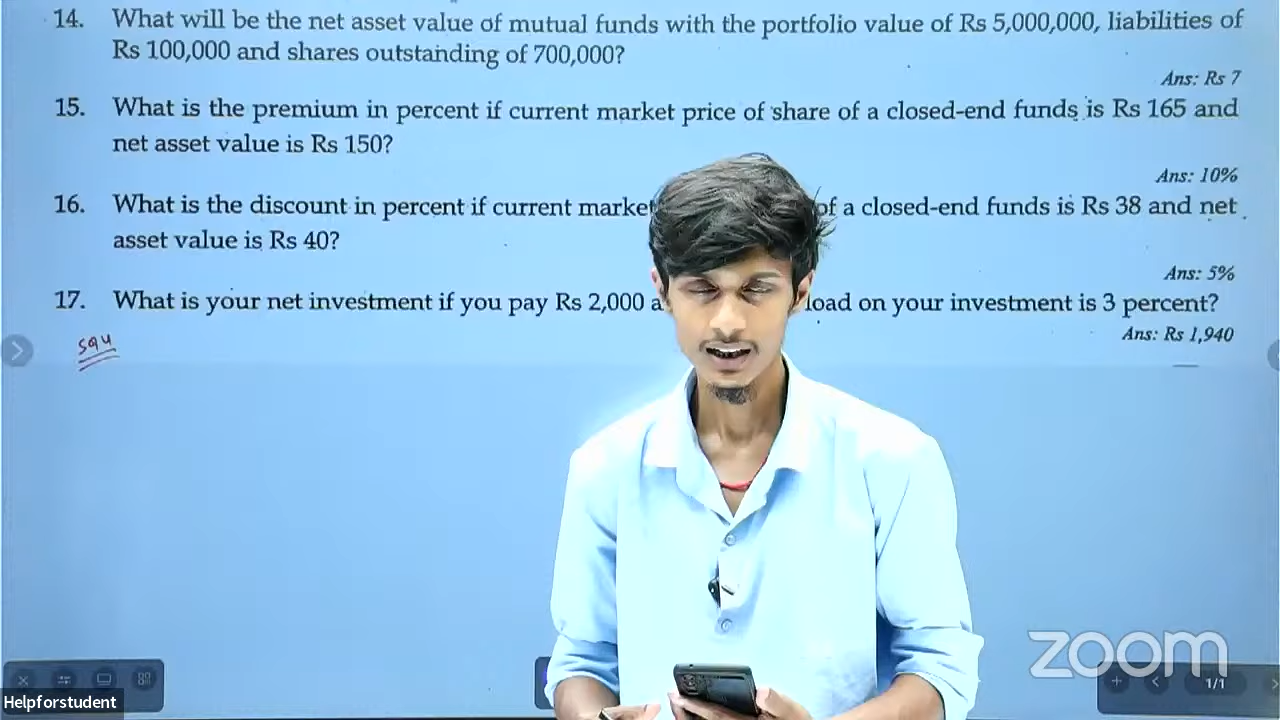 14. What will be the net asset value of mutual funds with the portfolio value of Rs 5,000,000, liabilities of
Rs 100,000 and shares outstanding of 700,000?
Ans: Rs 7
15. What is the premium in percent if current market price of share of a closed-end funds is Rs 165 and
net asset value is Rs 150?
Ans: 10%
16. What is the discount in percent if current of a closed-end funds is Rs 38 and net
asset value is Rs 40?
Ans: 5%
17. What is your net investment if you pay Rs 2,000 load on your investment is 3 percent?
Ans: Rs 1,940
zoom
1/1
Helpforstudent